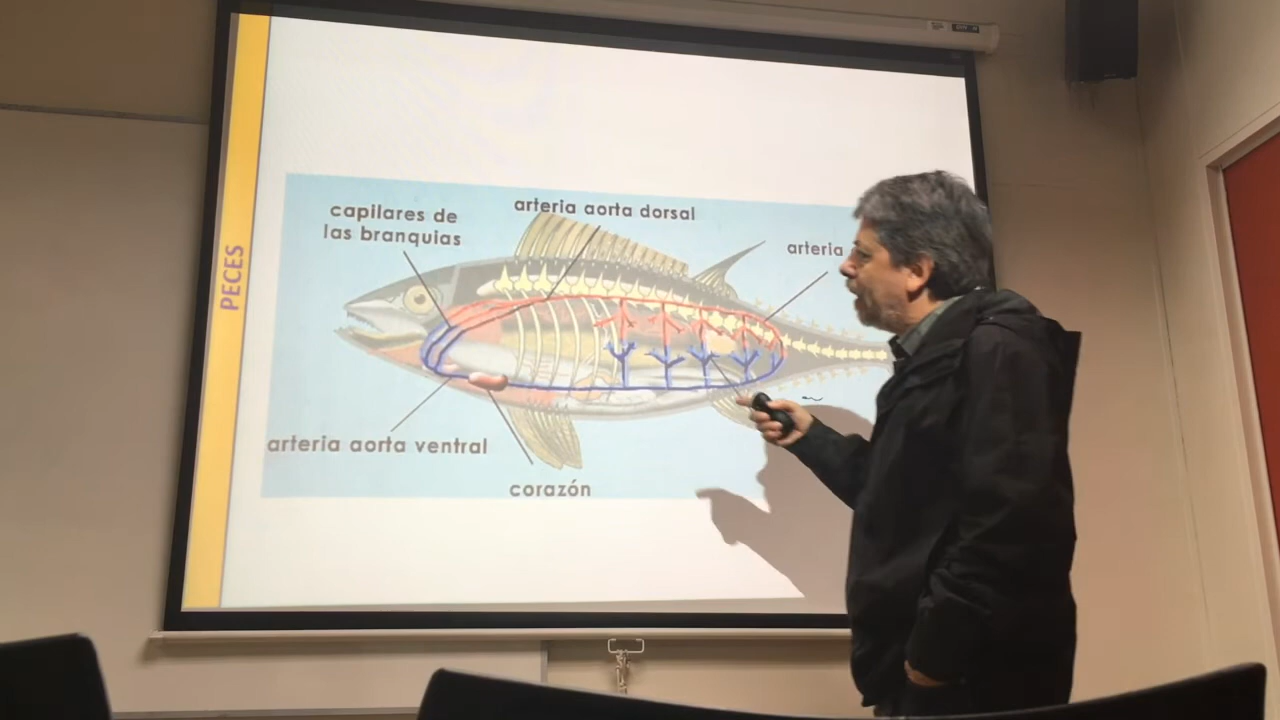 PECES
capilares de
las branquias
arteria aorta dorsal
arteria
arteria aorta ventral
corazón